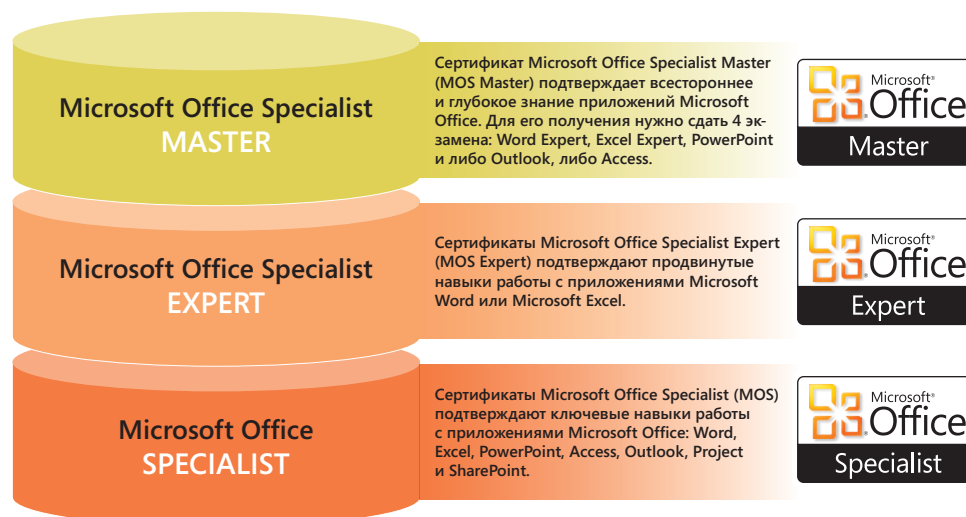 Microsoft Office Specialist
MASTER
Сертификат Microsoft Office Specialist Master
(MOS Master) подтверждает всестороннее
и глубокое знание приложений Microsoft
Office. Для его получения нужно сдать 4 эк-
замена: Word Expert, Excel Expert, PowerPoint
и либо Outlook, либо Access.
Microsoft®
Office
Master
Microsoft Office Specialist
EXPERT
Сертификаты Microsoft Office Specialist Expert
(MOS Expert) подтверждают продвинутые
навыки работы с приложениями Microsoft
Word или Microsoft Excel.
Microsoft®
Office
Expert
Microsoft Office
SPECIALIST
Сертификаты Microsoft Office Specialist (MOS)
подтверждают ключевые навыки работы
с приложениями Microsoft Office: Word,
Excel, PowerPoint, Access, Outlook, Project
и SharePoint.
Microsoft®
Office
Specialist